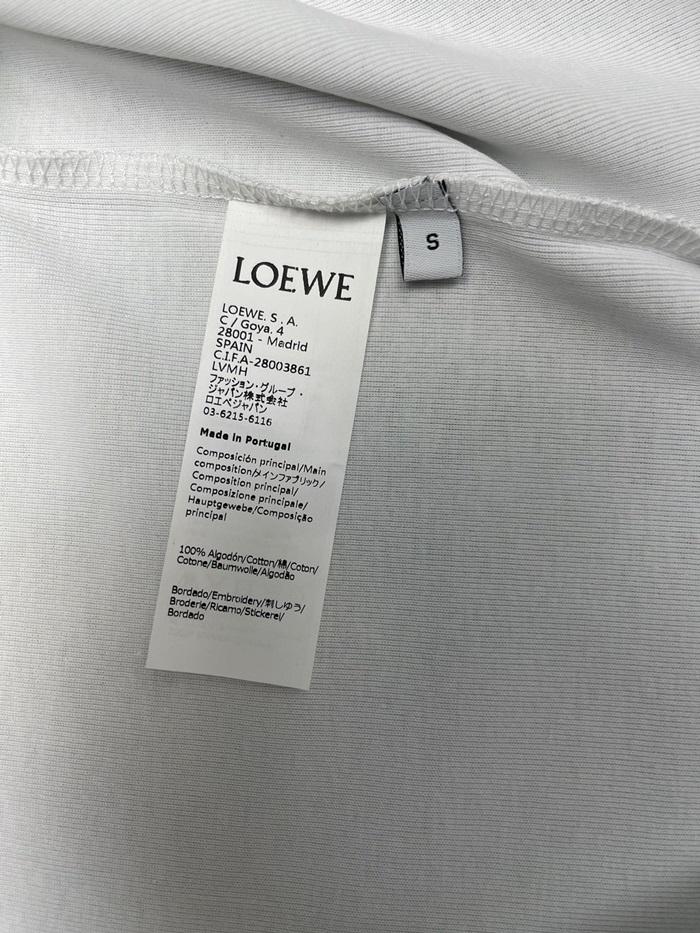 LOEWE
LOEWE. S . A.
C / Goya. 4
28001 - Madrid
SPAIN
C.I.F.A-28003861
LVMH
ファッション・グループ・
ジャパン株式会社
ロエベジャパン
03-6215-6116
Made in Portugal
Composición principal/Main
composition/メインファブリック/
Composition principal/
Composizione principale/
Hauptgewebe/Composição
principal
100% Algodón/Cotton/綿/Coton/
Cotone/Baumwolle/Algodão
Bordado/Embroidery/刺しゅう/
Broderie/Ricamo/Stickerei/
Bordado
S